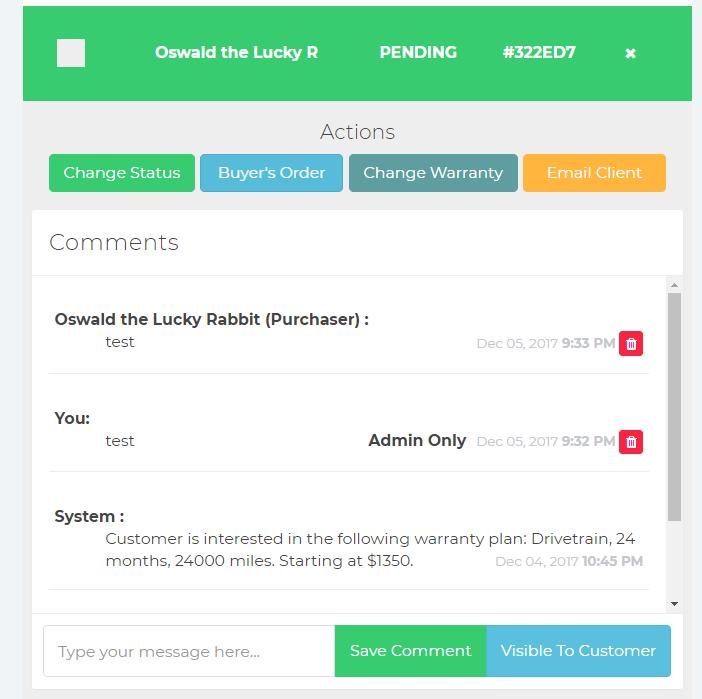 Oswald the Lucky R PENDING #322ED7 ×
Actions
Change Status Buyer's Order Change Warranty Email Client
Comments
Oswald the Lucky Rabbit (Purchaser) :
test Dec 05, 2017 9:33 PM
You:
test Admin Only Dec 05, 2017 9:32 PM
System :
Customer is interested in the following warranty plan: Drivetrain, 24
months, 24000 miles. Starting at $1350. Dec 04, 2017 10:45 PM
Type your message here... Save Comment Visible To Customer